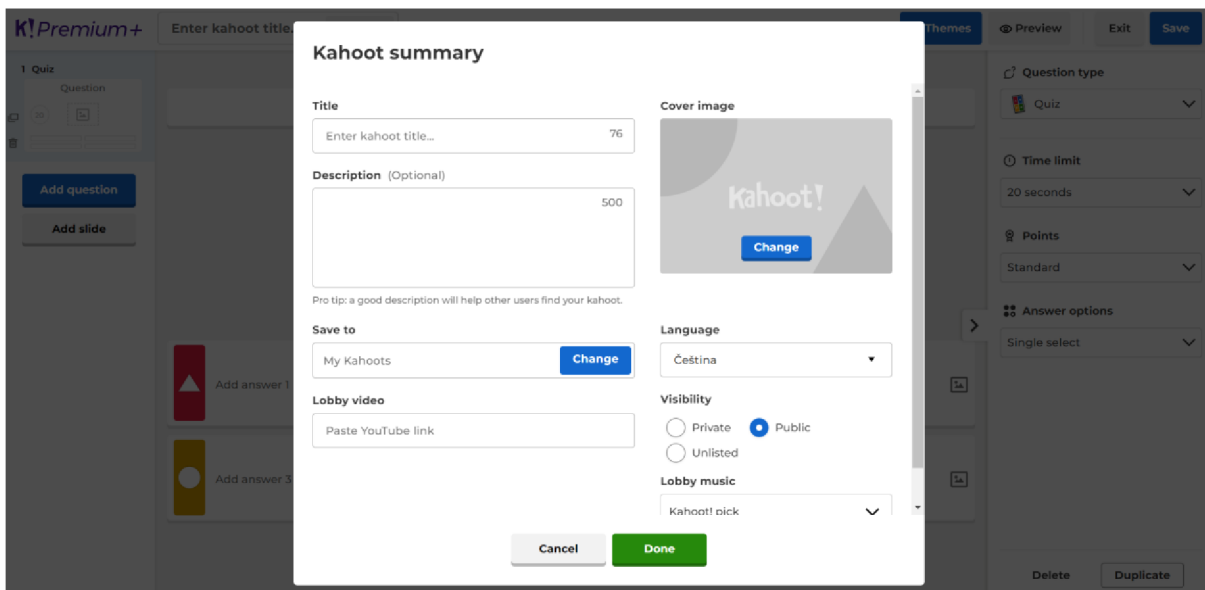 K! Premium+
Enter kahoot title.
Themes
Preview
Exit
Save
1 Quiz
Question
20
Add question
Add slide
Add answer 1
Add answer 3
Kahoot summary
Title
Enter kahoot title...
76
Description (Optional)
500
Pro tip: a good description will help other users find your kahoot.
Save to
My Kahoots
Change
Lobby video
Paste YouTube link
Cover image
Kahoot!
Change
Language
Čeština
Visibility
Private
Public
Unlisted
Lobby music
Kahoot! pick
Cancel
Done
Question type
Quiz
Time limit
20 seconds
Points
Standard
Answer options
Single select
Delete
Duplicate